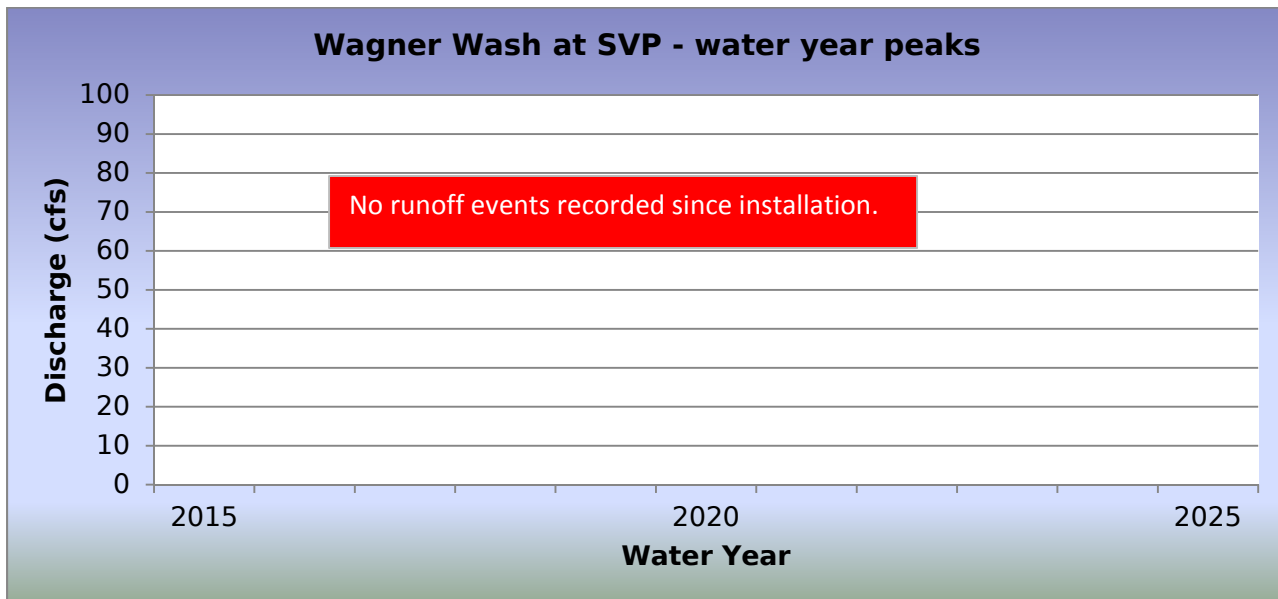 Wagner Wash at SVP - water year peaks
100
90
80
70
60
50
40
30
20
10
0
Discharge (cfs)
No runoff events recorded since installation.
2015 2020 2025
Water Year